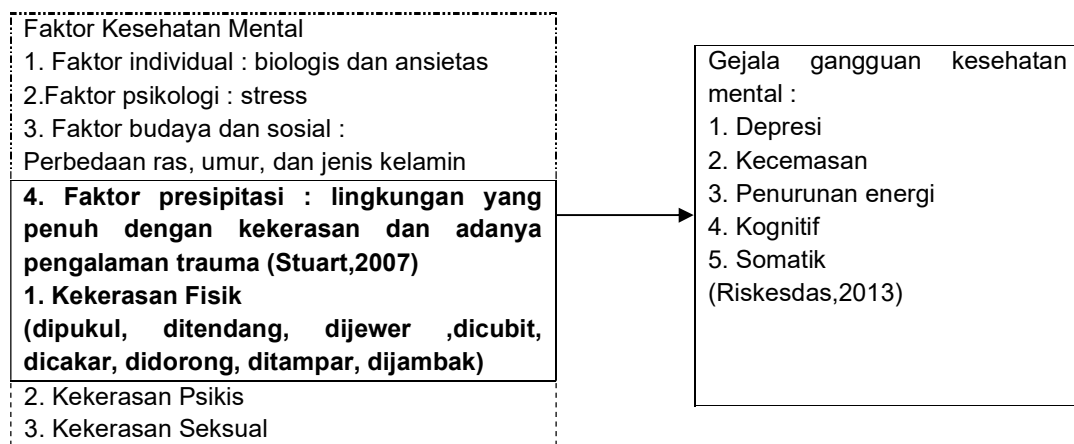 Faktor Kesehatan Mental
1. Faktor individual : biologis dan ansietas
2.Faktor psikologi : stress
3. Faktor budaya dan sosial :
Perbedaan ras, umur, dan jenis kelamin
4. Faktor presipitasi : lingkungan yang
penuh dengan kekerasan dan adanya
pengalaman trauma (Stuart,2007)
1. Kekerasan Fisik
(dipukul, ditendang, dijewer ,dicubit,
dicakar, didorong, ditampar, dijambak)
2. Kekerasan Psikis
3. Kekerasan Seksual
Gejala gangguan kesehatan
mental :
1. Depresi
2. Kecemasan
3. Penurunan energi
4. Kognitif
5. Somatik
(Riskesdas,2013)